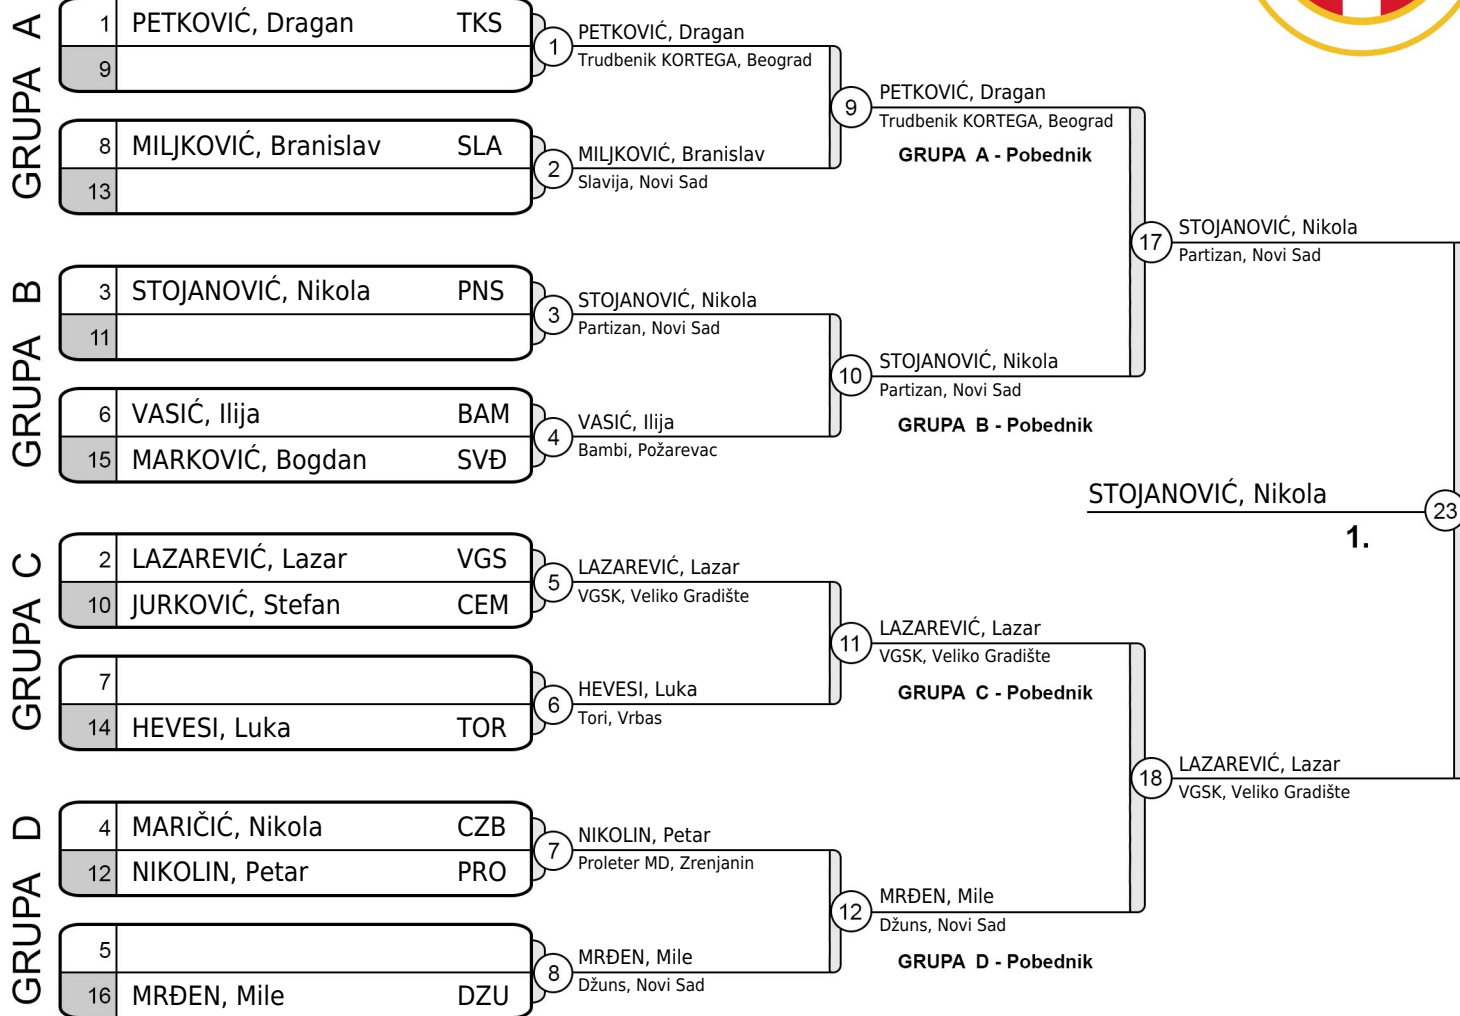 GRUPA A
1 PETKOVIĆ, Dragan TKS
9
8 MILJKOVIĆ, Branislav SLA
13
GRUPA B
3 STOJANOVIĆ, Nikola PNS
11
6 VASIĆ, Ilija BAM
15 MARKOVIĆ, Bogdan SVĐ
GRUPA C
2 LAZAREVIĆ, Lazar VGS
10 JURKOVIĆ, Stefan CEM
7
14 HEVESI, Luka TOR
GRUPA D
4 MARIČIĆ, Nikola CZB
12 NIKOLIN, Petar PRO
5
16 MRĐEN, Mile DZU
1 PETKOVIĆ, Dragan
Trudbenik KORTEGA, Beograd
2 MILJKOVIĆ, Branislav
Slavija, Novi Sad
3 STOJANOVIĆ, Nikola
Partizan, Novi Sad
4 VASIĆ, Ilija
Bambi, Požarevac
5 LAZAREVIĆ, Lazar
VGSK, Veliko Gradište
6 HEVESI, Luka
Tori, Vrbas
7 NIKOLIN, Petar
Proleter MD, Zrenjanin
8 MRĐEN, Mile
Džuns, Novi Sad
9 PETKOVIĆ, Dragan
Trudbenik KORTEGA, Beograd
GRUPA A - Pobednik
10 STOJANOVIĆ, Nikola
Partizan, Novi Sad
GRUPA B - Pobednik
11 LAZAREVIĆ, Lazar
VGSK, Veliko Gradište
GRUPA C - Pobednik
12 MRĐEN, Mile
Džuns, Novi Sad
GRUPA D - Pobednik
17 STOJANOVIĆ, Nikola
Partizan, Novi Sad
18 LAZAREVIĆ, Lazar
VGSK, Veliko Gradište
STOJANOVIĆ, Nikola 23
1.